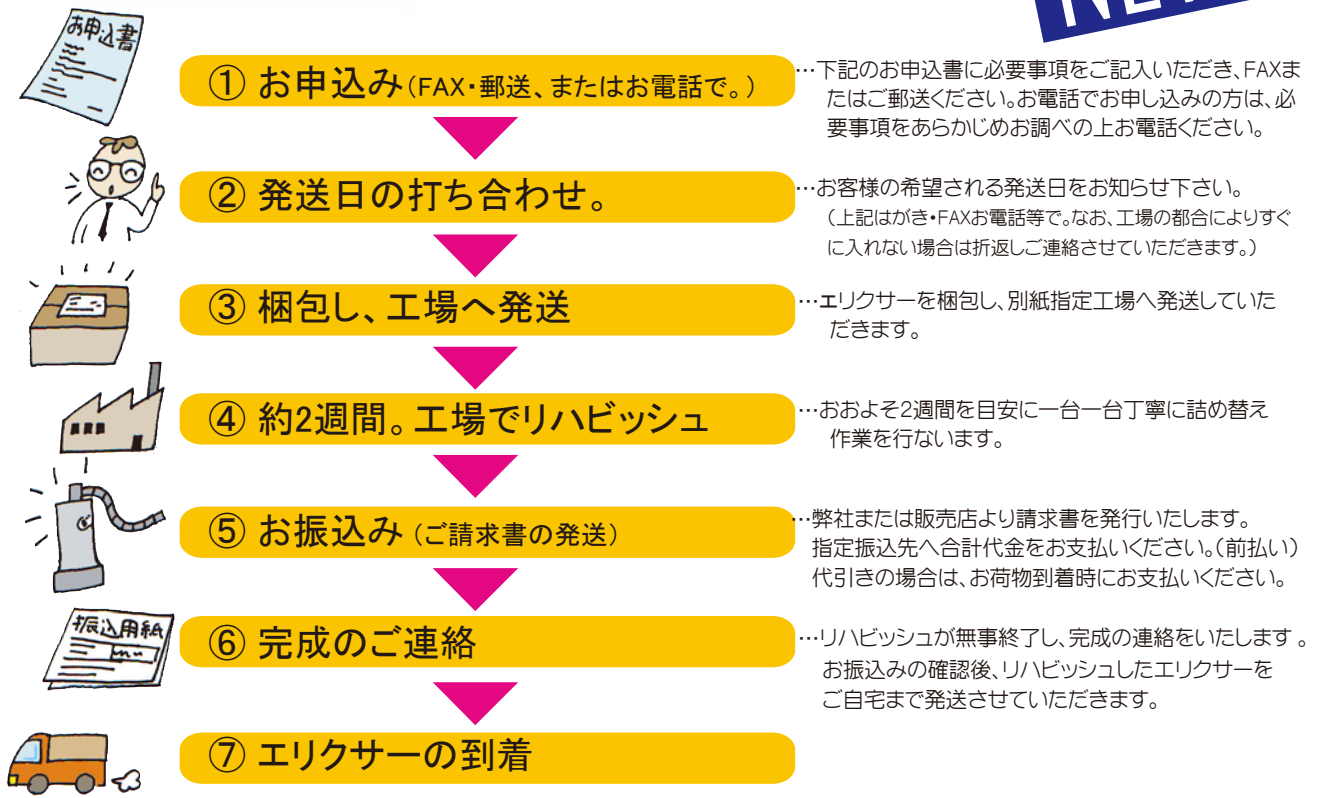 NEW
お申込書
① お申込み(FAX・郵送、またはお電話で。)
…下記のお申込書に必要事項をご記入いただき、FAXま
たはご郵送ください。お電話でお申し込みの方は、必
要事項をあらかじめお調べの上お電話ください。
② 発送日の打ち合わせ。
…お客様の希望される発送日をお知らせ下さい。
(上記はがき・FAXお電話等で。なお、工場の都合によりすぐ
に入れない場合は折返しご連絡させていただきます。)
③ 梱包し、工場へ発送
…エリクサーを梱包し、別紙指定工場へ発送していた
だきます。
④ 約2週間。工場でリハビッシュ
…おおよそ2週間を目安に一台一台丁寧に詰め替え
作業を行ないます。
⑤ お振込み(ご請求書の発送)
…弊社または販売店より請求書を発行いたします。
指定振込先へ合計代金をお支払いください。(前払い)
代引きの場合は、お荷物到着時にお支払いください。
振込用紙
⑥ 完成のご連絡
…リハビッシュが無事終了し、完成の連絡をいたします。
お振込みの確認後、リハビッシュしたエリクサーを
ご自宅まで発送させていただきます。
⑦ エリクサーの到着